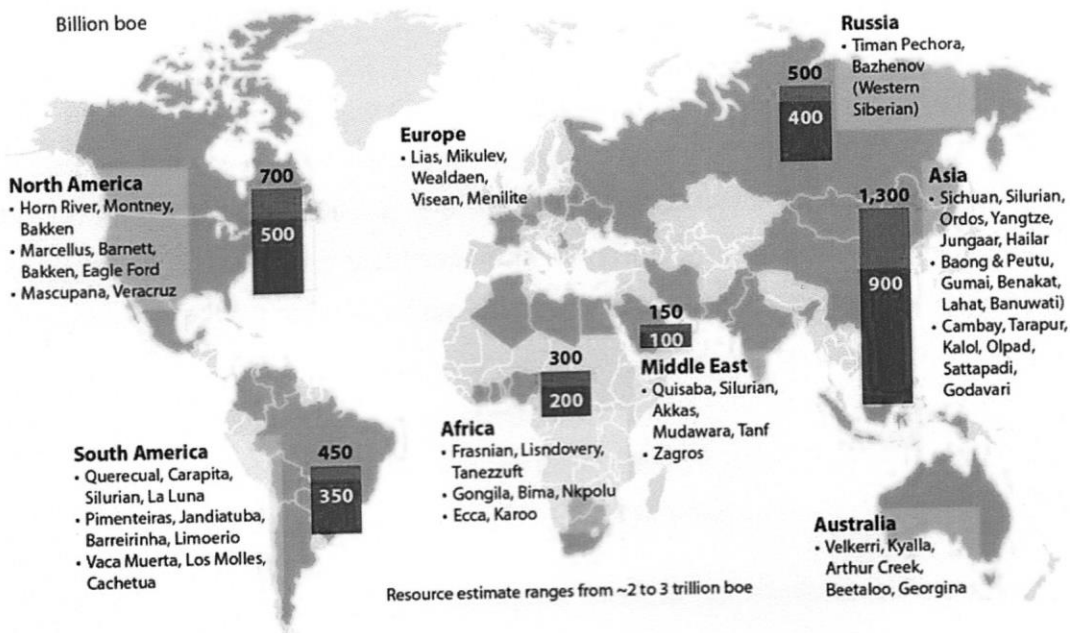 Billion boe
Russia
• Timan Pechora,
Bazhenov
(Western
Siberian)
500
400
Europe
• Lias, Mikulev,
Wealdaen,
Visean, Menilite
North America
• Horn River, Montney,
Bakken
• Marcellus, Barnett,
Bakken, Eagle Ford
• Mascupana, Veracruz
700
500
Asia
• Sichuan, Silurian,
Ordos, Yangtze,
Jungaar, Hailar
• Baong & Peutu,
Gumai, Benakat,
Lahat, Banuwati)
• Cambay, Tarapur,
Kalol, Olpad,
Sattapadi,
Godavari
1,300
900
150
100
Middle East
• Quisaba, Silurian,
Akkas,
Mudawara, Tanf
• Zagros
300
200
Africa
• Frasnian, Lisndovery,
Tanezzuft
• Gongila, Bima, Nkpolu
• Ecca, Karoo
South America
• Querecual, Carapita,
Silurian, La Luna
• Pimenteiras, Jandiatuba,
Barreirinha, Limoerio
• Vaca Muerta, Los Molles,
Cachetua
450
350
Australia
• Velkerri, Kyalla,
Arthur Creek,
Beetaloo, Georgina
Resource estimate ranges from ~2 to 3 trillion boe